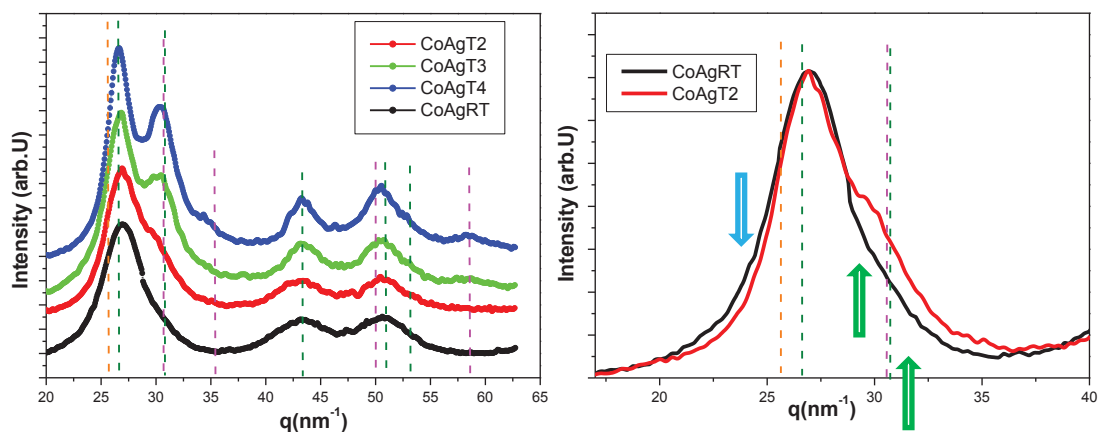 Intensity (arb.U)
CoAgT2
CoAgT3
CoAgT4
CoAgRT
20 25 30 35 40 45 50 55 60 65
q(nm⁻¹)
Intensity (arb.U)
CoAgRT
CoAgT2
20 25 30 35 40
q(nm⁻¹)